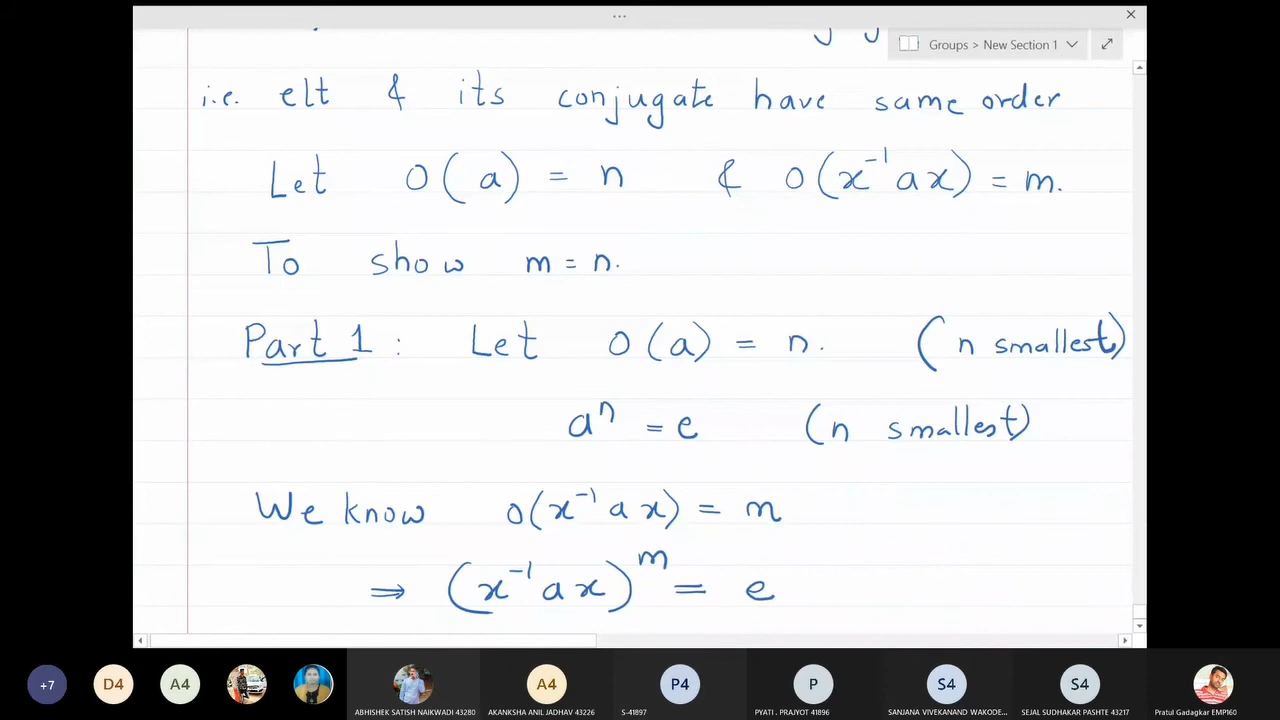 Groups > New Section 1
i.e. elt & its conjugate have same order
Let O(a) = n & O(x⁻¹ax) = m.
To show m = n.
Part 1 : Let O(a) = n. (n smallest)
aⁿ = e (n smallest)
We know O(x⁻¹ax) = m
⇒ (x⁻¹ax)ᵐ = e
+7
D4
A4
ABHISHEK SATISH NAIKWADI 43280
A4
AKANKSHA ANIL JADHAV 43226
P4
S-41897
P
PYATI . PRAJYOT 41896
S4
SANJANA VIVEKANAND WAKODE...
S4
SEJAL SUDHAKAR PASHTE 43217
Pratul Gadagkar EMP160